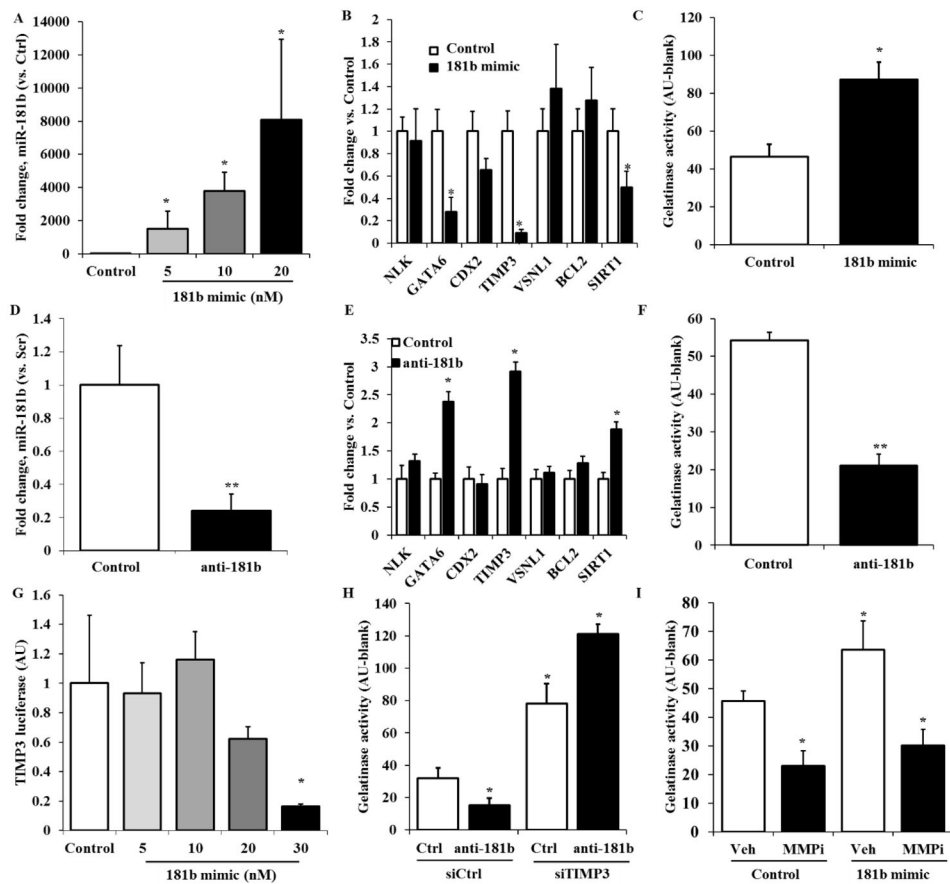 A
Fold change, miR-181b (vs. Ctrl)
14000
12000
10000
8000
6000
4000
2000
0
*
*
*
Control
5
10
20
181b mimic (nM)
B
Fold change vs. Control
2
1.8
1.6
1.4
1.2
1
0.8
0.6
0.4
0.2
0
Control
181b mimic
*
*
*
NLK
GATA6
CDX2
TIMP3
VSNL1
BCL2
SIRT1
C
Gelatinase activity (AU-blank)
120
100
80
60
40
20
0
*
Control
181b mimic
D
Fold change, miR-181b (vs. Scr)
1.4
1.2
1
0.8
0.6
0.4
0.2
0
**
Control
anti-181b
E
Fold change vs. Control
3.5
3
2.5
2
1.5
1
0.5
0
Control
anti-181b
*
*
*
NLK
GATA6
CDX2
TIMP3
VSNL1
BCL2
SIRT1
F
Gelatinase activity (AU-blank)
60
50
40
30
20
10
0
**
Control
anti-181b
G
TIMP3 luciferase (AU)
1.6
1.4
1.2
1
0.8
0.6
0.4
0.2
0
*
Control
5
10
20
30
181b mimic (nM)
H
Gelatinase activity (AU-blank)
140
120
100
80
60
40
20
0
*
*
*
Ctrl anti-181b
Ctrl anti-181b
siCtrl
siTIMP3
I
Gelatinase activity (AU-blank)
80
70
60
50
40
30
20
10
0
*
*
*
Veh
MMPi
Veh
MMPi
Control
181b mimic